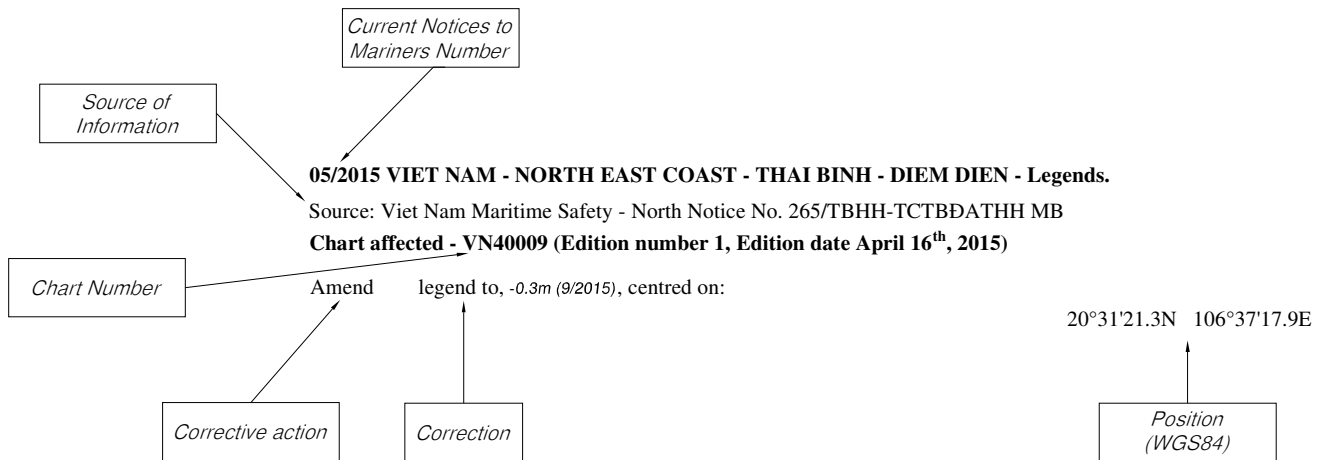 Current Notices to
Mariners Number
Source of
Information
05/2015 VIET NAM - NORTH EAST COAST - THAI BINH - DIEM DIEN - Legends.
Source: Viet Nam Maritime Safety - North Notice No. 265/TBHH-TCTBĐATHH MB
Chart affected - VN40009 (Edition number 1, Edition date April 16th, 2015)
Chart Number
Amend legend to, -0.3m (9/2015), centred on:
20°31'21.3N 106°37'17.9E
Corrective action
Correction
Position
(WGS84)